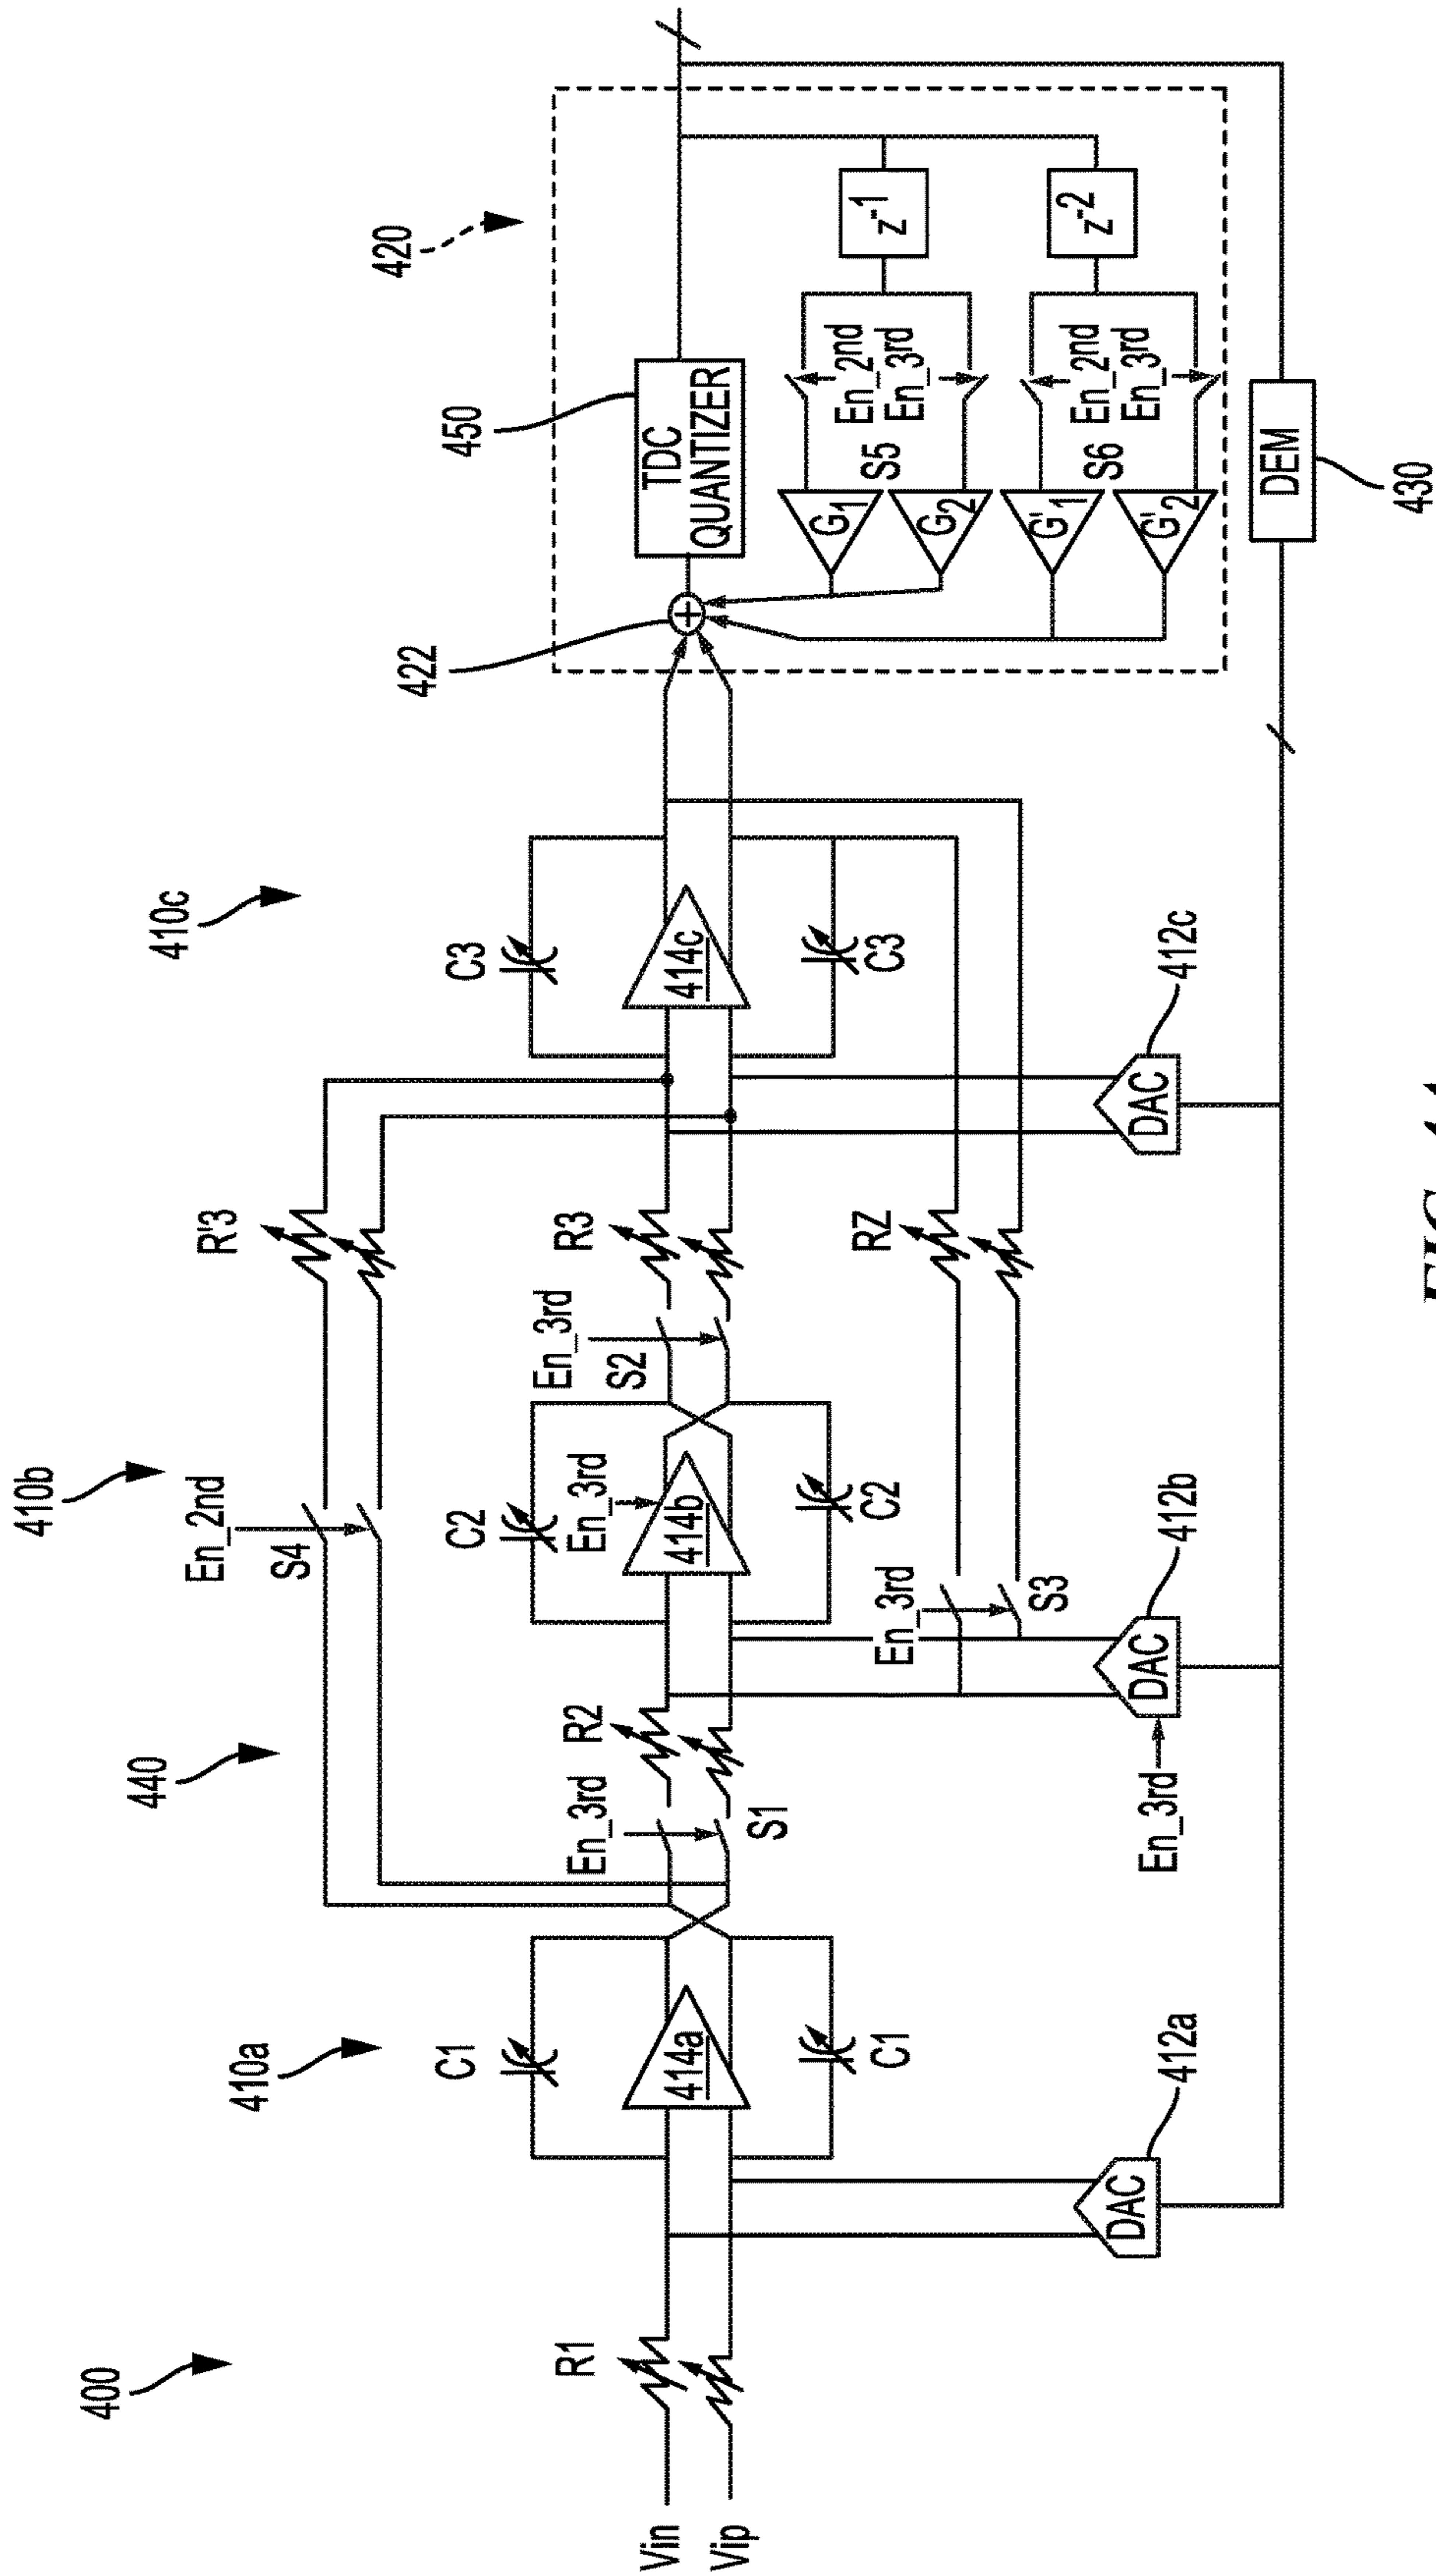 400
410a
440
410b
410c
420
Vin
Vip
R1
C1
414a
C1
DAC
412a
En_3rd
S1
R2
En_2nd
S4
C2
En_3rd
414b
C2
En_3rd
S3
DAC
412b
En_3rd
En_3rd
S2
R'3
R3
RZ
C3
414c
C3
DAC
412c
422
450
TDC
QUANTIZER
G1
G2
G'1
G'2
S5
S6
En_2nd
En_3rd
En_2nd
En_3rd
z-1
z-2
DEM
430